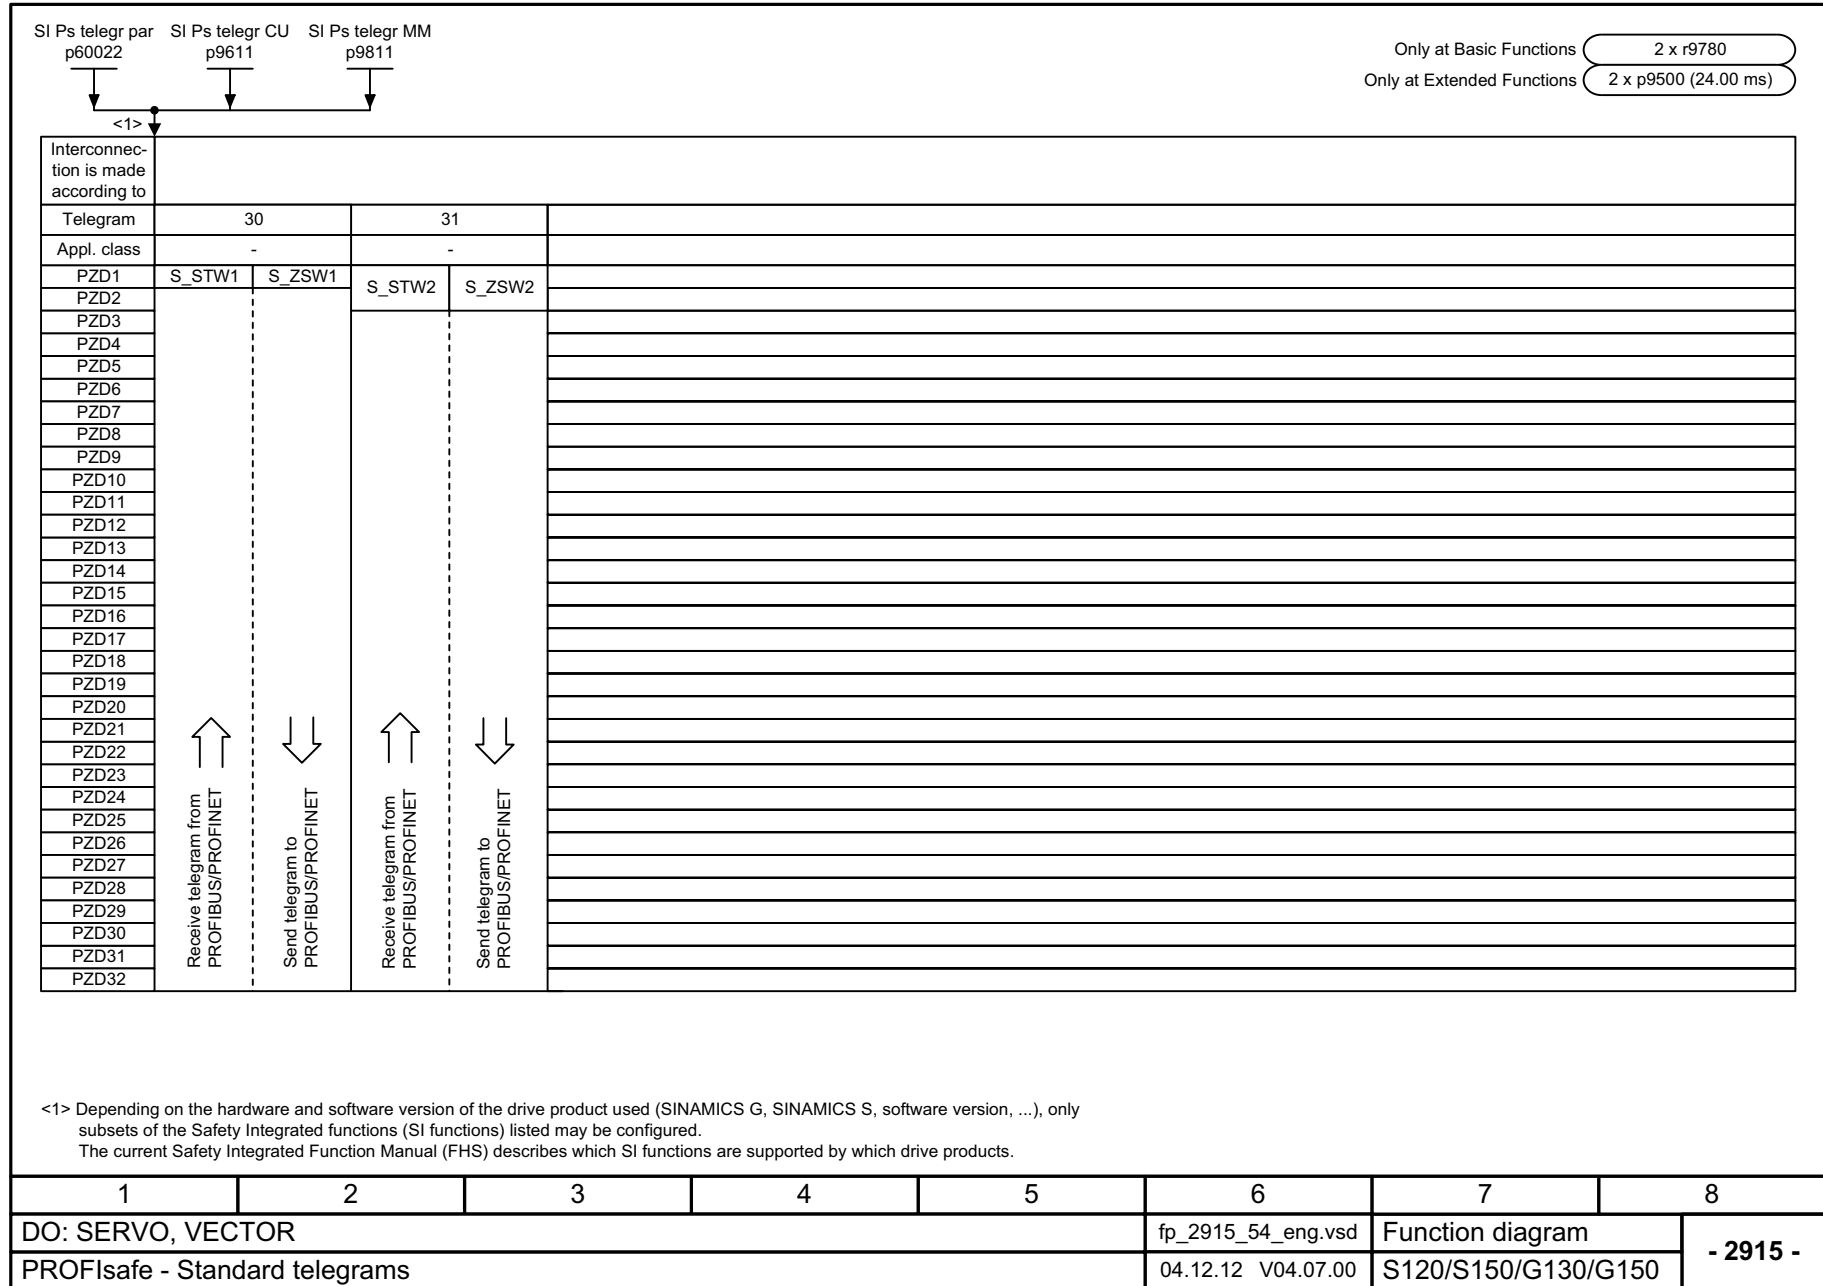 SI Ps telegr par SI Ps telegr CU SI Ps telegr MM
p60022 p9611 p9811
Only at Basic Functions 2 x r9780
Only at Extended Functions 2 x p9500 (24.00 ms)
<1>
Interconnec-
tion is made
according to
Telegram 30 31
Appl. class - -
PZD1 S_STW1 S_ZSW1 S_STW2 S_ZSW2
PZD2
PZD3
PZD4
PZD5
PZD6
PZD7
PZD8
PZD9
PZD10
PZD11
PZD12
PZD13
PZD14
PZD15
PZD16
PZD17
PZD18
PZD19
PZD20
PZD21
PZD22
PZD23
PZD24
PZD25
PZD26
PZD27
PZD28
PZD29
PZD30
PZD31
PZD32
Receive telegram from
PROFIBUS/PROFINET
Send telegram to
PROFIBUS/PROFINET
Receive telegram from
PROFIBUS/PROFINET
Send telegram to
PROFIBUS/PROFINET
<1> Depending on the hardware and software version of the drive product used (SINAMICS G, SINAMICS S, software version, ...), only
subsets of the Safety Integrated functions (SI functions) listed may be configured.
The current Safety Integrated Function Manual (FHS) describes which SI functions are supported by which drive products.
1 2 3 4 5 6 7 8
DO: SERVO, VECTOR fp_2915_54_eng.vsd Function diagram
- 2915 -
PROFIsafe - Standard telegrams 04.12.12 V04.07.00 S120/S150/G130/G150